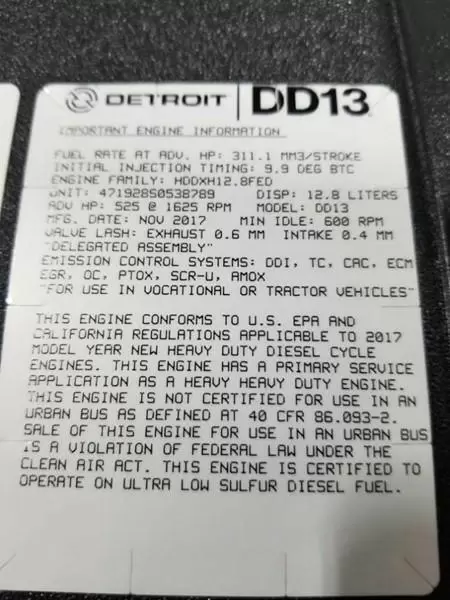 DETROIT DD13
IMPORTANT ENGINE INFORMATION
FUEL RATE AT ADV. HP: 311.1 MM3/STROKE
INITIAL INJECTION TIMING: 9.9 DEG BTC
ENGINE FAMILY: HDDXH12.8FED
UNIT: 471928S0538789 DISP: 12.8 LITERS
ADV HP: 525 @ 1625 RPM MODEL: DD13
MFG. DATE: NOV 2017 MIN IDLE: 600 RPM
VALVE LASH: EXHAUST 0.6 MM INTAKE 0.4 MM
"DELEGATED ASSEMBLY"
EMISSION CONTROL SYSTEMS: DDI, TC, CAC, ECM
EGR, OC, PTOX, SCR-U, AMOX
"FOR USE IN VOCATIONAL OR TRACTOR VEHICLES"
THIS ENGINE CONFORMS TO U.S. EPA AND
CALIFORNIA REGULATIONS APPLICABLE TO 2017
MODEL YEAR NEW HEAVY DUTY DIESEL CYCLE
ENGINES. THIS ENGINE HAS A PRIMARY SERVICE
APPLICATION AS A HEAVY HEAVY DUTY ENGINE.
THIS ENGINE IS NOT CERTIFIED FOR USE IN AN
URBAN BUS AS DEFINED AT 40 CFR 86.093-2.
SALE OF THIS ENGINE FOR USE IN AN URBAN BUS
IS A VIOLATION OF FEDERAL LAW UNDER THE
CLEAN AIR ACT. THIS ENGINE IS CERTIFIED TO
OPERATE ON ULTRA LOW SULFUR DIESEL FUEL.